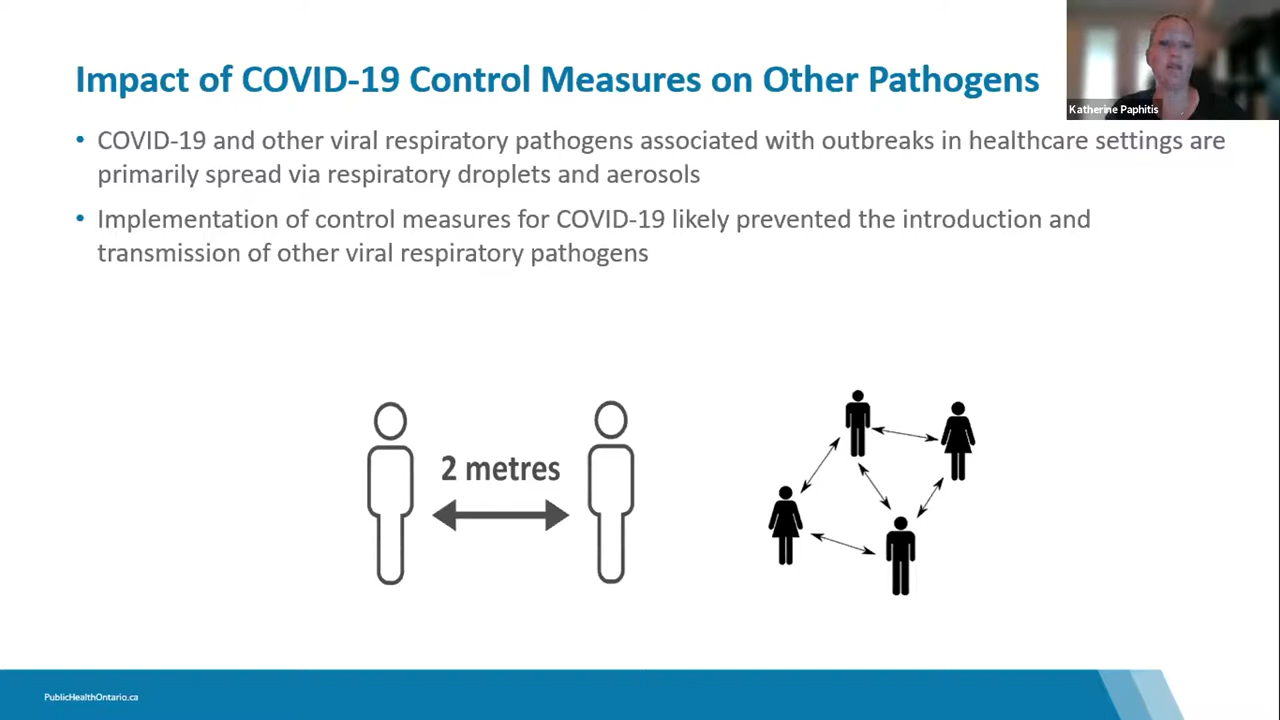 Impact of COVID-19 Control Measures on Other Pathogens
Katherine Paphitis
• COVID-19 and other viral respiratory pathogens associated with outbreaks in healthcare settings are
primarily spread via respiratory droplets and aerosols
• Implementation of control measures for COVID-19 likely prevented the introduction and
transmission of other viral respiratory pathogens
2 metres
PublicHealthOntario.ca